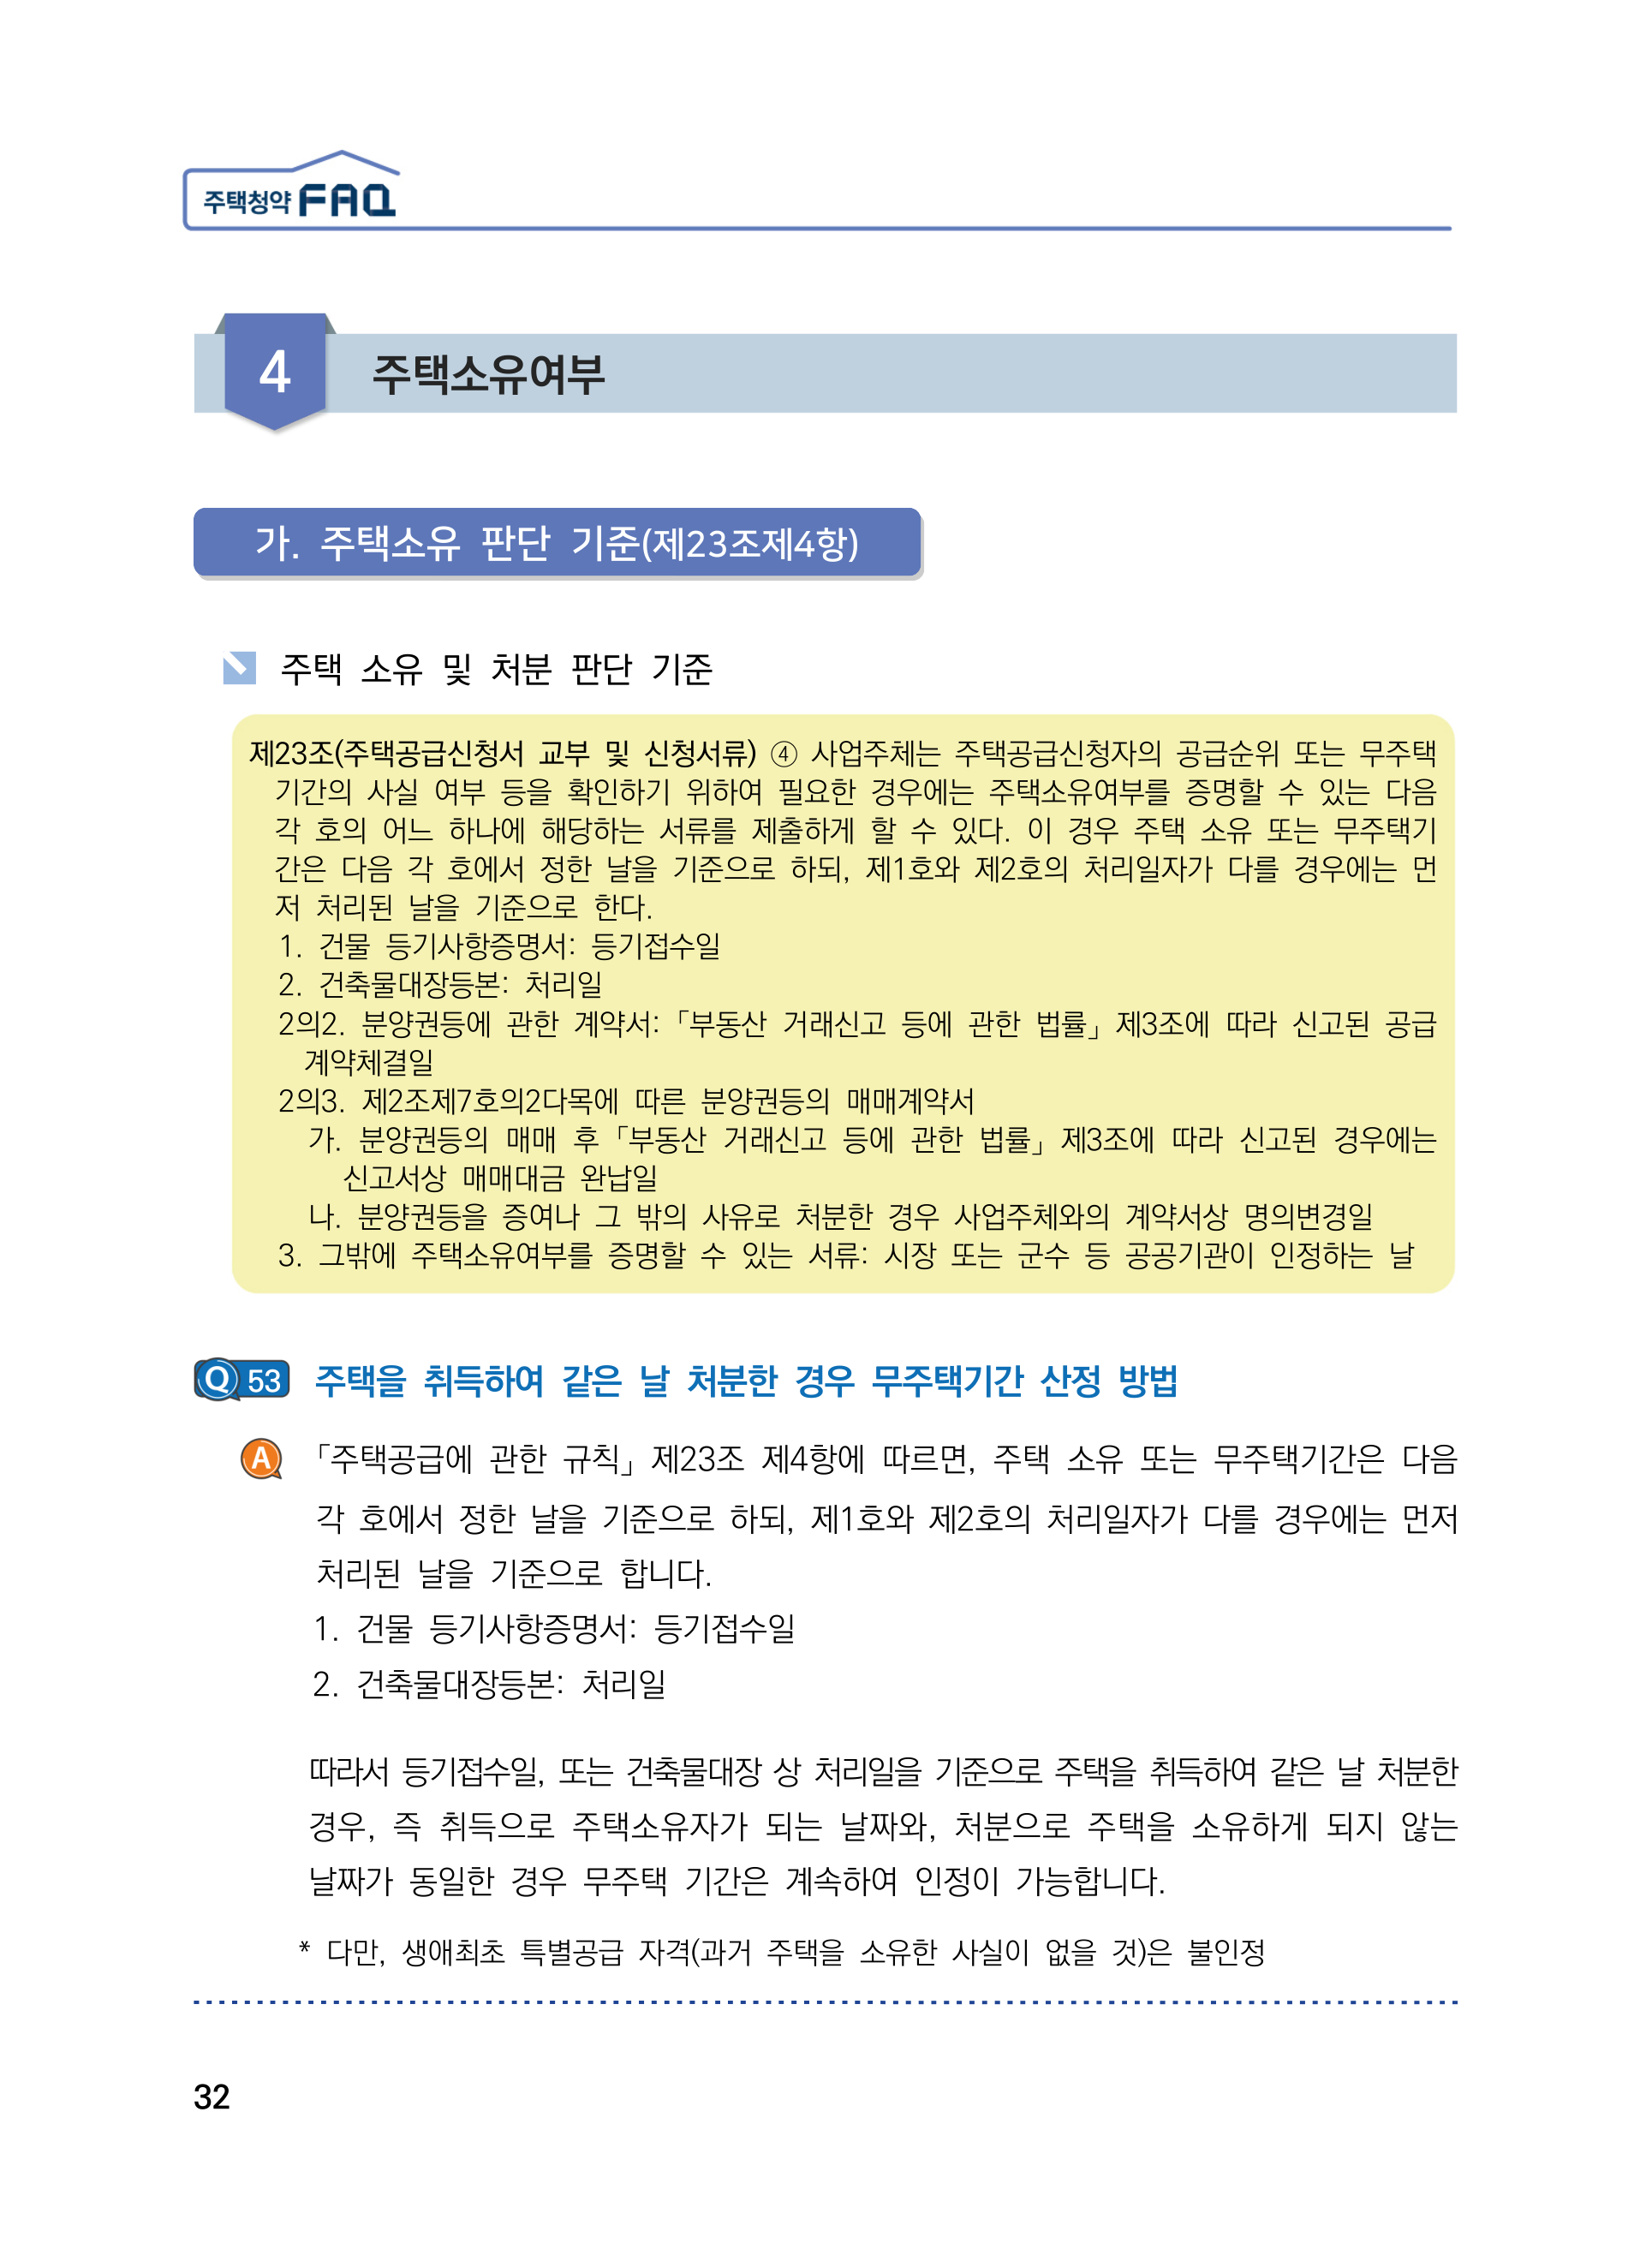 주택청약 FAQ
4 주택소유여부
가. 주택소유 판단 기준(제23조제4항)
주택 소유 및 처분 판단 기준
제23조(주택공급신청서 교부 및 신청서류) ④ 사업주체는 주택공급신청자의 공급순위 또는 무주택
기간의 사실 여부 등을 확인하기 위하여 필요한 경우에는 주택소유여부를 증명할 수 있는 다음
각 호의 어느 하나에 해당하는 서류를 제출하게 할 수 있다. 이 경우 주택 소유 또는 무주택기
간은 다음 각 호에서 정한 날을 기준으로 하되, 제1호와 제2호의 처리일자가 다를 경우에는 먼
저 처리된 날을 기준으로 한다.
1. 건물 등기사항증명서: 등기접수일
2. 건축물대장등본: 처리일
2의2. 분양권등에 관한 계약서:「부동산 거래신고 등에 관한 법률」제3조에 따라 신고된 공급
계약체결일
2의3. 제2조제7호의2다목에 따른 분양권등의 매매계약서
가. 분양권등의 매매 후「부동산 거래신고 등에 관한 법률」제3조에 따라 신고된 경우에는
신고서상 매매대금 완납일
나. 분양권등을 증여나 그 밖의 사유로 처분한 경우 사업주체와의 계약서상 명의변경일
3. 그밖에 주택소유여부를 증명할 수 있는 서류: 시장 또는 군수 등 공공기관이 인정하는 날
Q 53 주택을 취득하여 같은 날 처분한 경우 무주택기간 산정 방법
A 「주택공급에 관한 규칙」제23조 제4항에 따르면, 주택 소유 또는 무주택기간은 다음
각 호에서 정한 날을 기준으로 하되, 제1호와 제2호의 처리일자가 다를 경우에는 먼저
처리된 날을 기준으로 합니다.
1. 건물 등기사항증명서: 등기접수일
2. 건축물대장등본: 처리일
따라서 등기접수일, 또는 건축물대장 상 처리일을 기준으로 주택을 취득하여 같은 날 처분한
경우, 즉 취득으로 주택소유자가 되는 날짜와, 처분으로 주택을 소유하게 되지 않는
날짜가 동일한 경우 무주택 기간은 계속하여 인정이 가능합니다.
* 다만, 생애최초 특별공급 자격(과거 주택을 소유한 사실이 없을 것)은 불인정
32